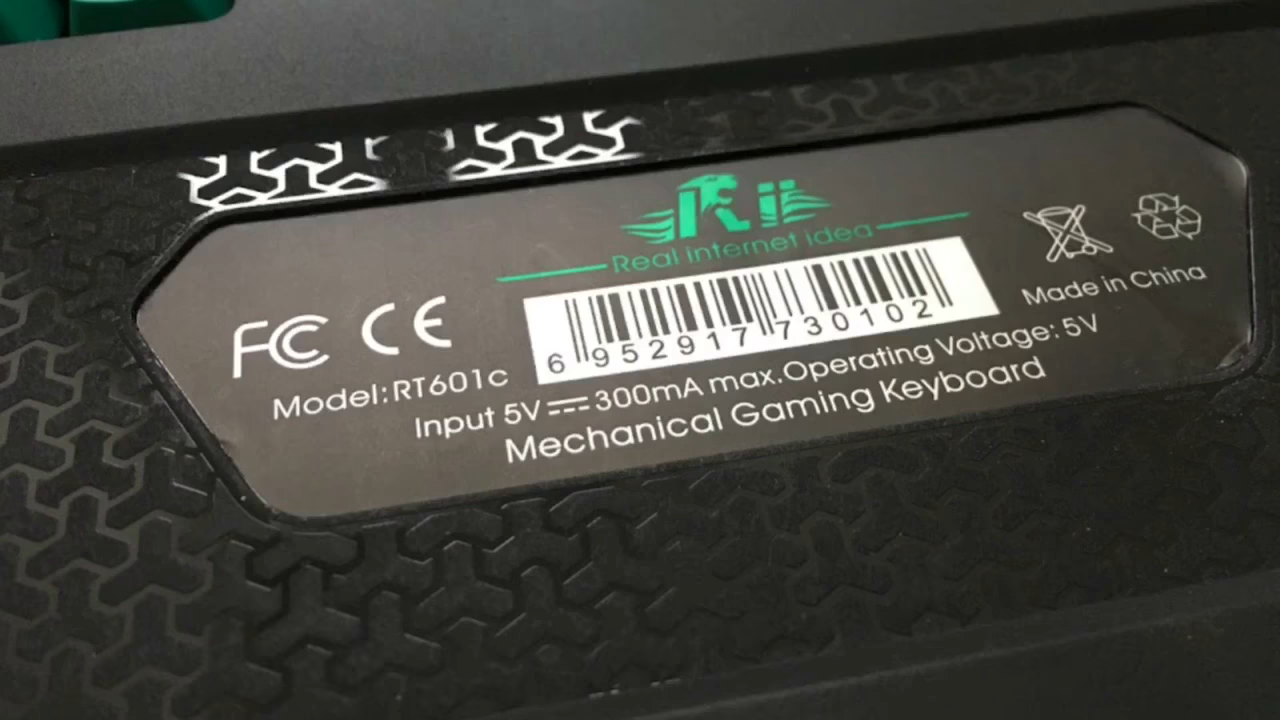 Rii
Real internet idea
FC CE
6 952917 730102
Made in China
Model:RT601c
Input 5V⎓300mA max.Operating Voltage: 5V
Mechanical Gaming Keyboard